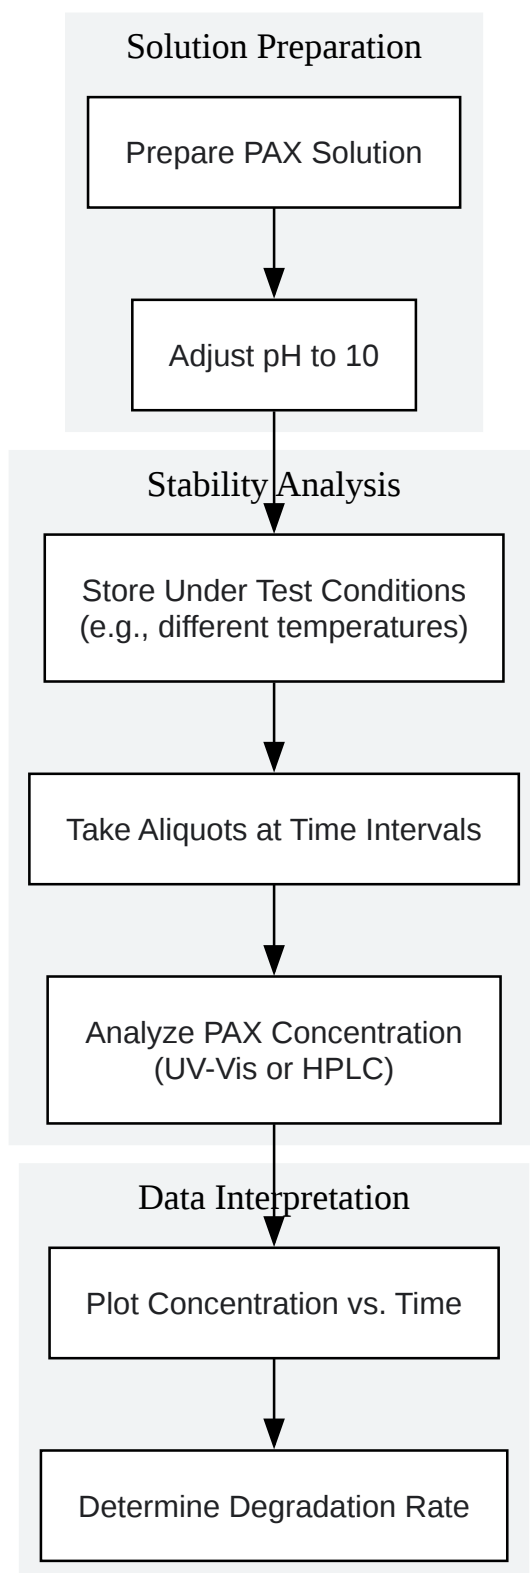 Solution Preparation
Prepare PAX Solution
Adjust pH to 10
Stability Analysis
Store Under Test Conditions
(e.g., different temperatures)
Take Aliquots at Time Intervals
Analyze PAX Concentration
(UV-Vis or HPLC)
Data Interpretation
Plot Concentration vs. Time
Determine Degradation Rate